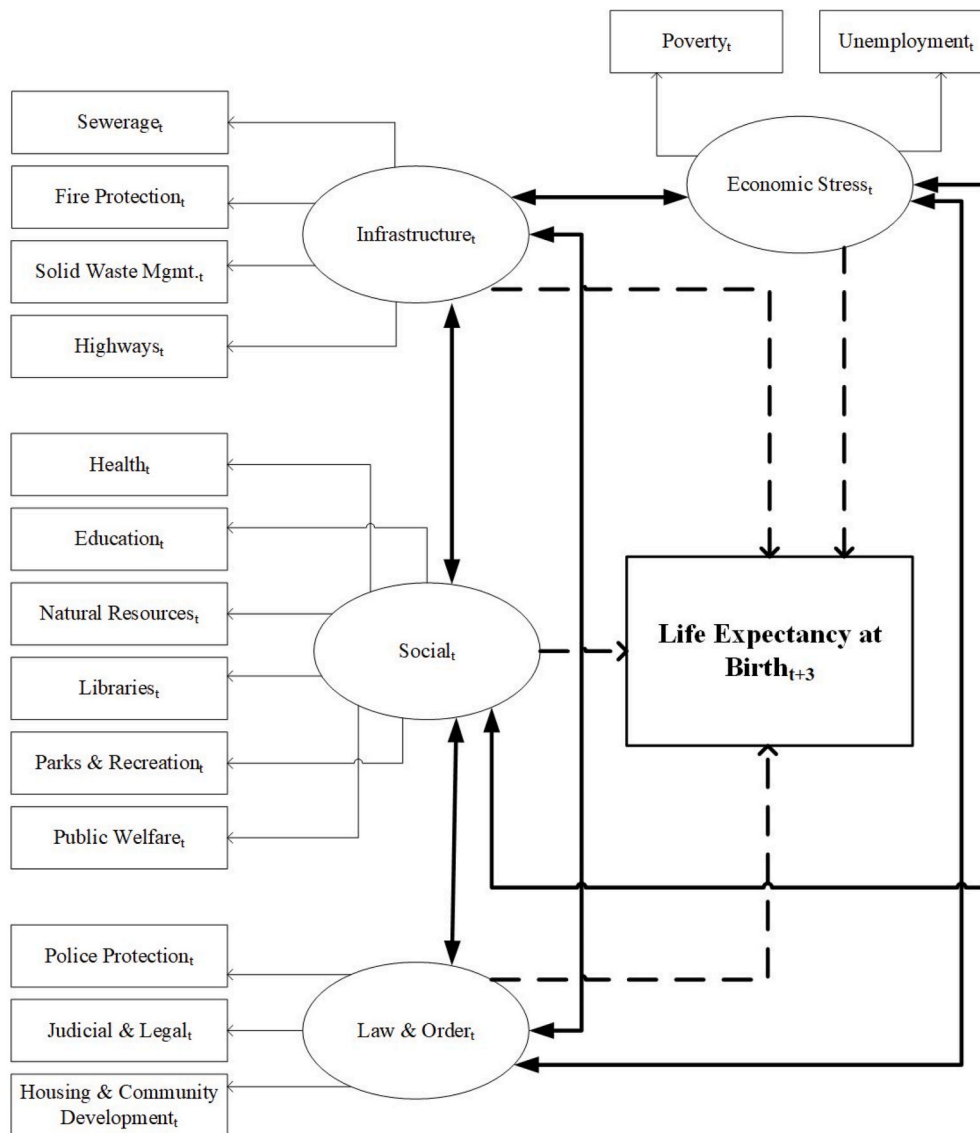 Poverty_t
Unemployment_t
Sewerage_t
Economic Stress_t
Fire Protection_t
Infrastructure_t
Solid Waste Mgmt._t
Highways_t
Health_t
Education_t
Natural Resources_t
Social_t
Life Expectancy at
Birth_t+3
Libraries_t
Parks & Recreation_t
Public Welfare_t
Police Protection_t
Judicial & Legal_t
Law & Order_t
Housing & Community
Development_t